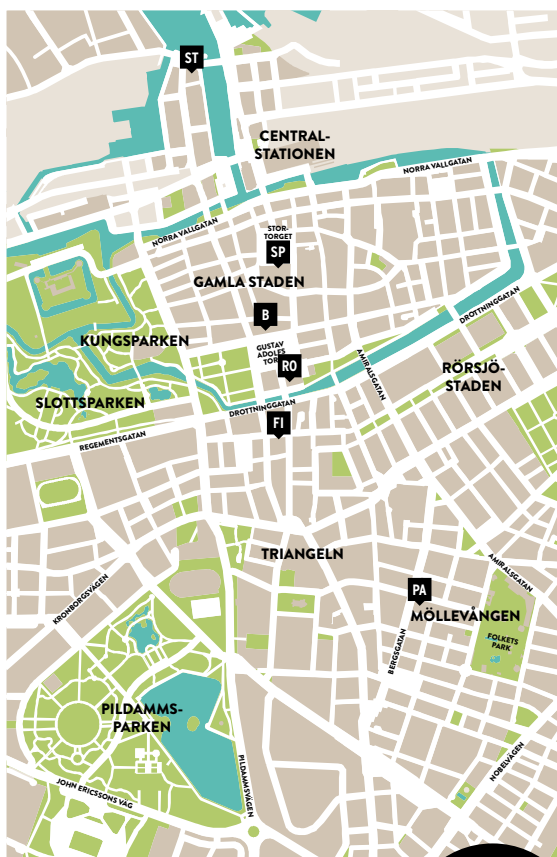 ST
CENTRAL-
STATIONEN
NORRA VALLGATAN
NORRA VALLGATAN
STOR-
TORGET
SP
GAMLA STADEN
B
DROTTNINGGATAN
KUNGSPARKEN
GUSTAV
ADOLFS
TORG
RO
AMIRALSGATAN
RÖRSJÖ-
STADEN
SLOTTSPARKEN
DROTTNINGGATAN
FI
REGEMENTSGATAN
TRIANGELN
AMIRALSGATAN
KRONBORGSVÄGEN
PA
MÖLLEVÅNGEN
BERGSGATAN
FOLKETS
PARK
PILDAMMS-
PARKEN
PILDAMMSVÄGEN
NOBELVÄGEN
JOHN ERICSSONS VÄG